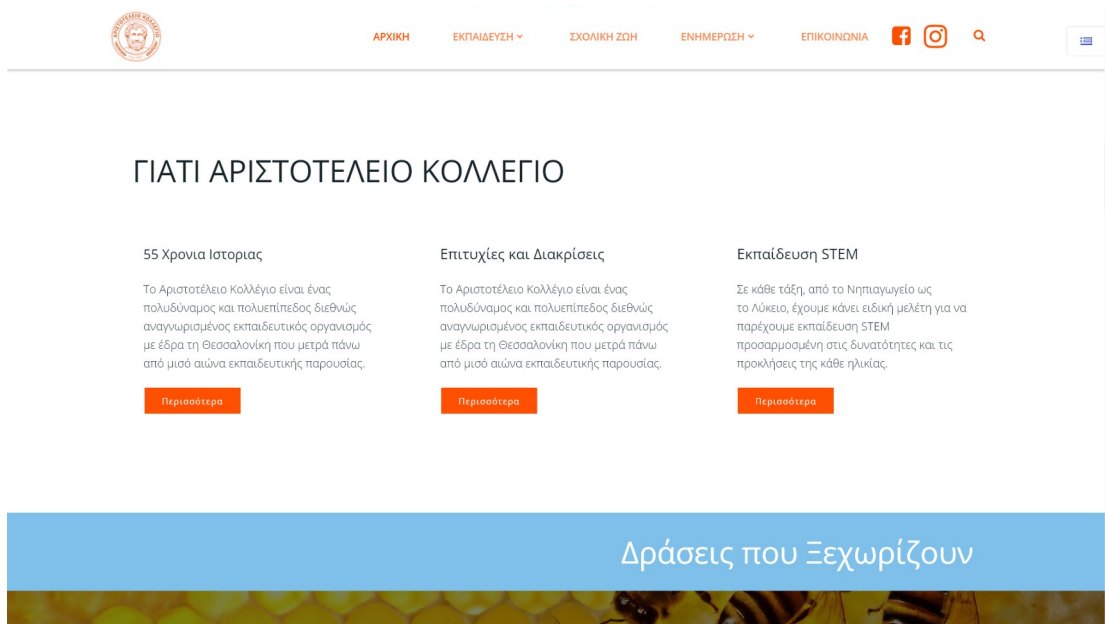 ΑΡΙΣΤΟΤΕΛΕΙΟ ΚΟΛΛΕΓΙΟ
ΑΡΧΙΚΗ ΕΚΠΑΙΔΕΥΣΗ ΣΧΟΛΙΚΗ ΖΩΗ ΕΝΗΜΕΡΩΣΗ ΕΠΙΚΟΙΝΩΝΙΑ
ΓΙΑΤΙ ΑΡΙΣΤΟΤΕΛΕΙΟ ΚΟΛΛΕΓΙΟ
55 Χρονια Ιστοριας
Το Αριστοτέλειο Κολλέγιο είναι ένας
πολυδύναμος και πολυεπίπεδος διεθνώς
αναγνωρισμένος εκπαιδευτικός οργανισμός
με έδρα τη Θεσσαλονίκη που μετρά πάνω
από μισό αιώνα εκπαιδευτικής παρουσίας.
Περισσότερα
Επιτυχίες και Διακρίσεις
Το Αριστοτέλειο Κολλέγιο είναι ένας
πολυδύναμος και πολυεπίπεδος διεθνώς
αναγνωρισμένος εκπαιδευτικός οργανισμός
με έδρα τη Θεσσαλονίκη που μετρά πάνω
από μισό αιώνα εκπαιδευτικής παρουσίας.
Περισσότερα
Εκπαίδευση STEM
Σε κάθε τάξη, από το Νηπιαγωγείο ως
το Λύκειο, έχουμε κάνει ειδική μελέτη για να
παρέχουμε εκπαίδευση STEM
προσαρμοσμένη στις δυνατότητες και τις
προκλήσεις της κάθε ηλικίας.
Περισσότερα
Δράσεις που Ξεχωρίζουν